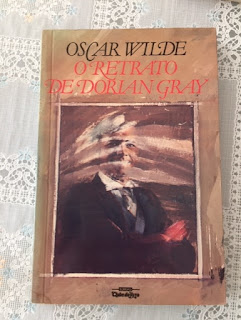 OSCAR WILDE
O RETRATO
DE DORIAN GRAY